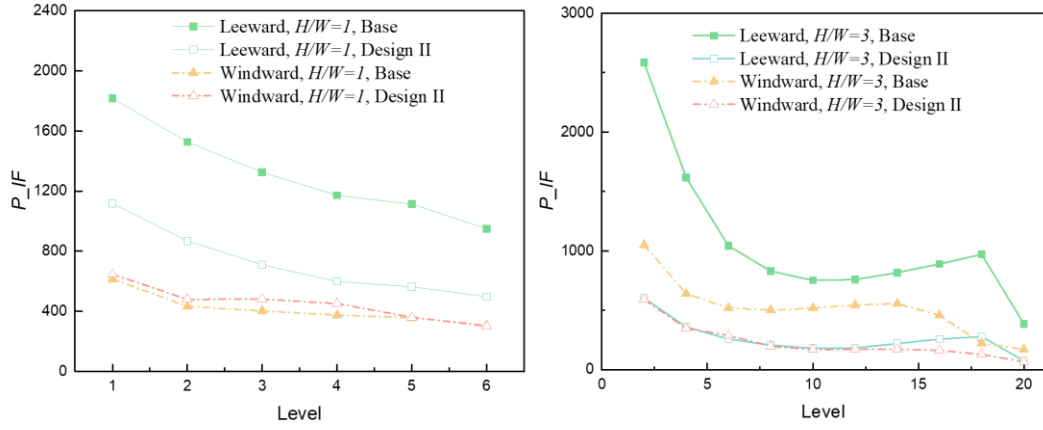 2400
2000
1600
1200
800
400
0
P_IF
Leeward, H/W=1, Base
Leeward, H/W=1, Design II
Windward, H/W=1, Base
Windward, H/W=1, Design II
1 2 3 4 5 6
Level
3000
2000
1000
0
P_IF
Leeward, H/W=3, Base
Leeward, H/W=3, Design II
Windward, H/W=3, Base
Windward, H/W=3, Design II
0 5 10 15 20
Level